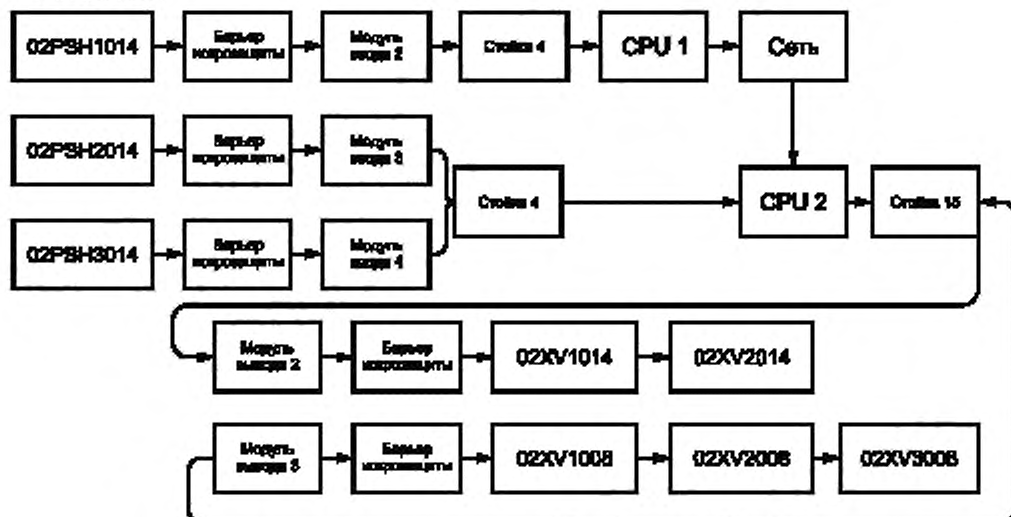 02PSH1014
Барьер
искрозащиты
Модуль
ввода 2
Стойка 4
CPU 1
Сеть
02PSH2014
Барьер
искрозащиты
Модуль
ввода 3
Стойка 4
CPU 2
Стойка 15
02PSH3014
Барьер
искрозащиты
Модуль
ввода 4
Модуль
вывода 2
Барьер
искрозащиты
02XV1014
02XV2014
Модуль
вывода 3
Барьер
искрозащиты
02XV1008
02XV2008
02XV3008